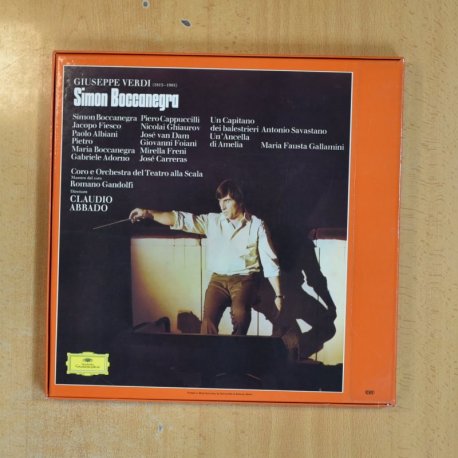 GIUSEPPE VERDI (1813-1901)
Simon Boccanegra
Simon Boccanegra Piero Cappuccilli
Jacopo Fiesco Nicolai Ghiaurov
Paolo Albiani José van Dam
Pietro Giovanni Foiani
Maria Boccanegra Mirella Freni
Gabriele Adorno José Carreras
Un Capitano
dei balestrieri Antonio Savastano
Un'Ancella
di Amelia Maria Fausta Gallamini
Coro e Orchestra del Teatro alla Scala
Maestro del coro
Romano Gandolfi
Direttore
CLAUDIO
ABBADO